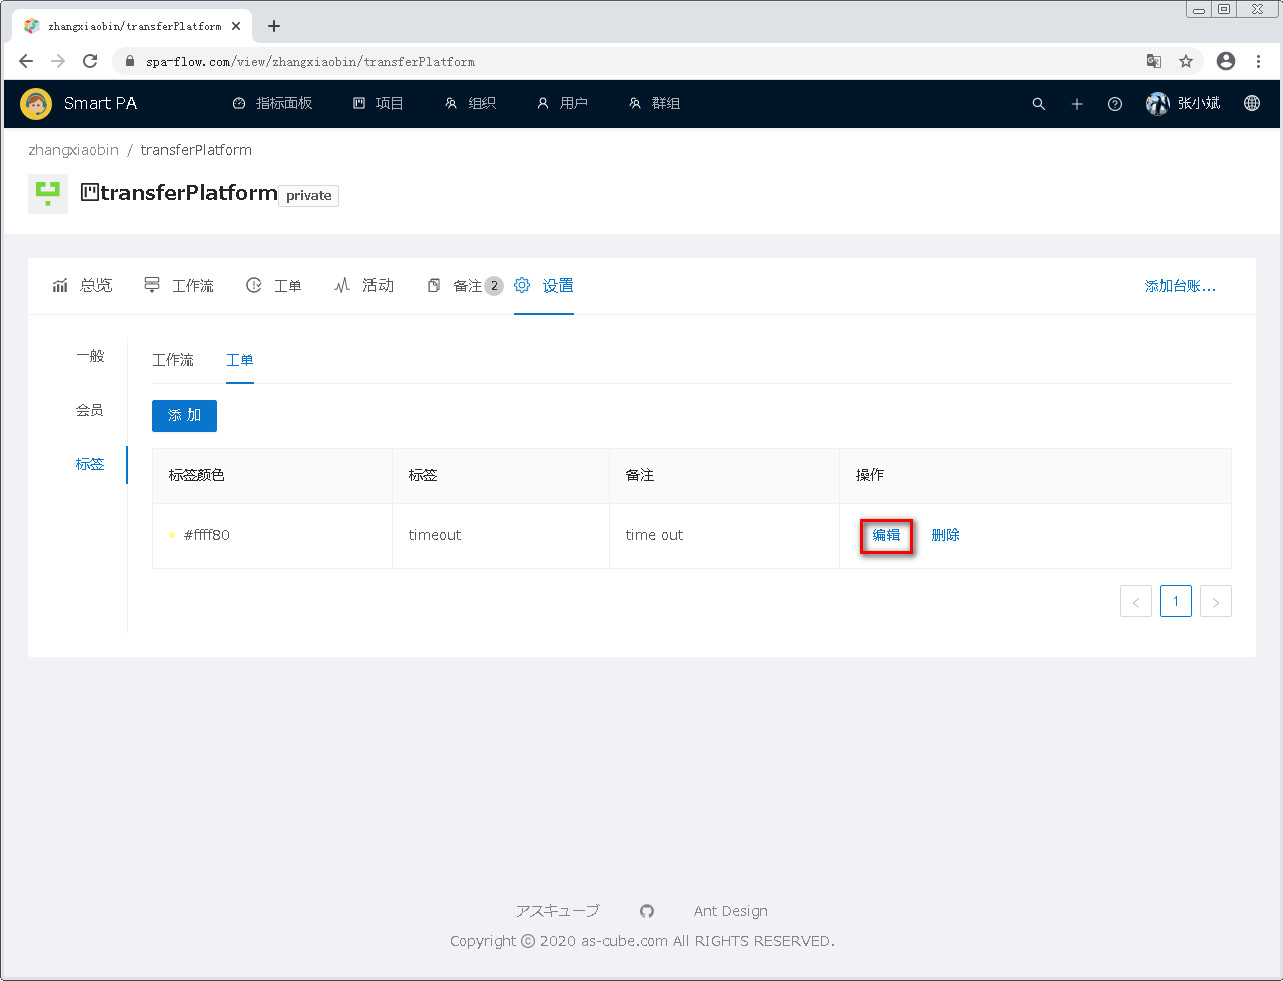 zhangxiaobin/transferPlatform
spa-flow.com/view/zhangxiaobin/transferPlatform
Smart PA 指标面板 项目 组织 用户 群组 张小斌
zhangxiaobin / transferPlatform
transferPlatform private
总览 工作流 工单 活动 备注 2 设置 添加台账...
一般
会员
标签
工作流 工单
添 加
标签颜色 标签 备注 操作
#ffff80 timeout time out 编辑 删除
< 1 >
アスキューブ Ant Design
Copyright © 2020 as-cube.com All RIGHTS RESERVED.